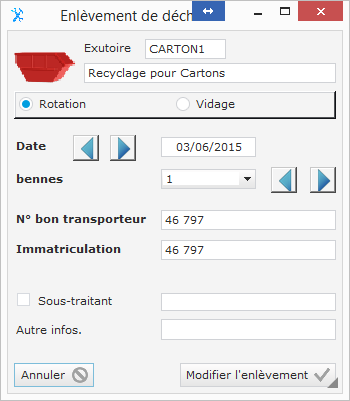 Enlèvement de déch
Exutoire CARTON1
Recyclage pour Cartons
Rotation Vidage
Date 03/06/2015
bennes 1
N° bon transporteur 46 797
Immatriculation 46 797
Sous-traitant
Autre infos.
Annuler Modifier l'enlèvement